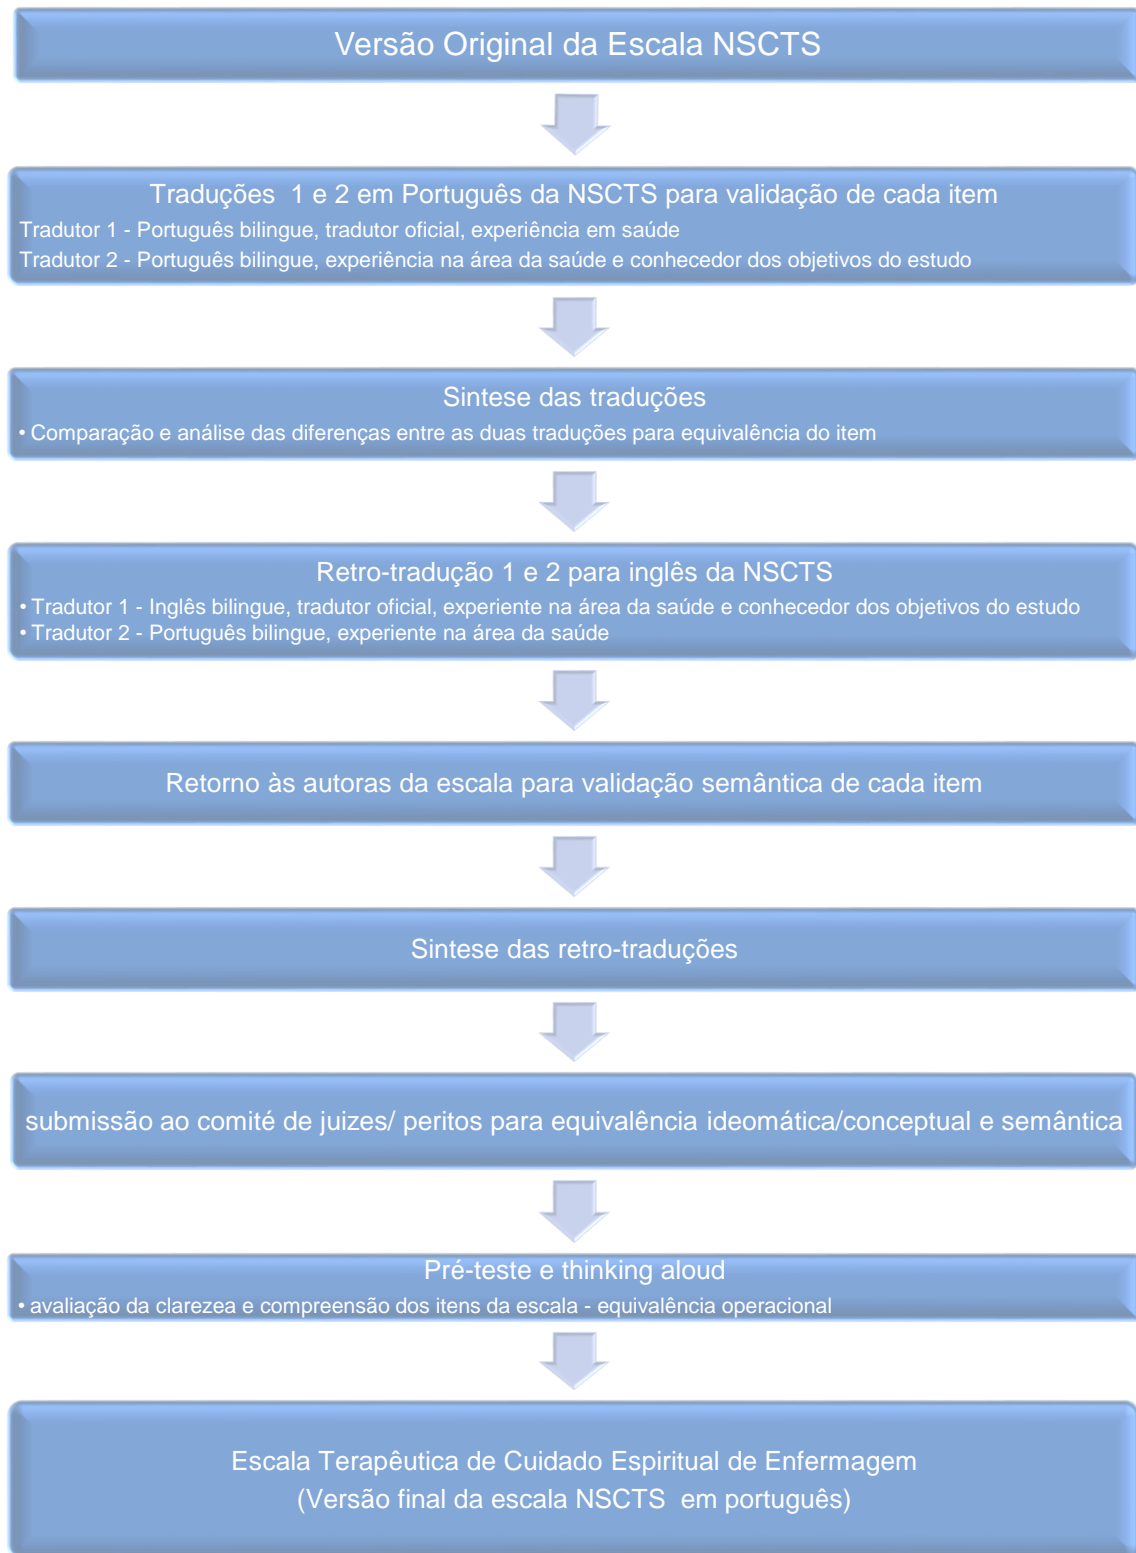 Versão Original da Escala NSCTS
Traduções 1 e 2 em Português da NSCTS para validação de cada item
Tradutor 1 - Português bilingue, tradutor oficial, experiência em saúde
Tradutor 2 - Português bilingue, experiência na área da saúde e conhecedor dos objetivos do estudo
Sintese das traduções
• Comparação e análise das diferenças entre as duas traduções para equivalência do item
Retro-tradução 1 e 2 para inglês da NSCTS
• Tradutor 1 - Inglês bilingue, tradutor oficial, experiente na área da saúde e conhecedor dos objetivos do estudo
• Tradutor 2 - Português bilingue, experiente na área da saúde
Retorno às autoras da escala para validação semântica de cada item
Sintese das retro-traduções
submissão ao comité de juizes/ peritos para equivalência ideomática/conceptual e semântica
Pré-teste e thinking aloud
• avaliação da clarezea e compreensão dos itens da escala - equivalência operacional
Escala Terapêutica de Cuidado Espiritual de Enfermagem
(Versão final da escala NSCTS em português)